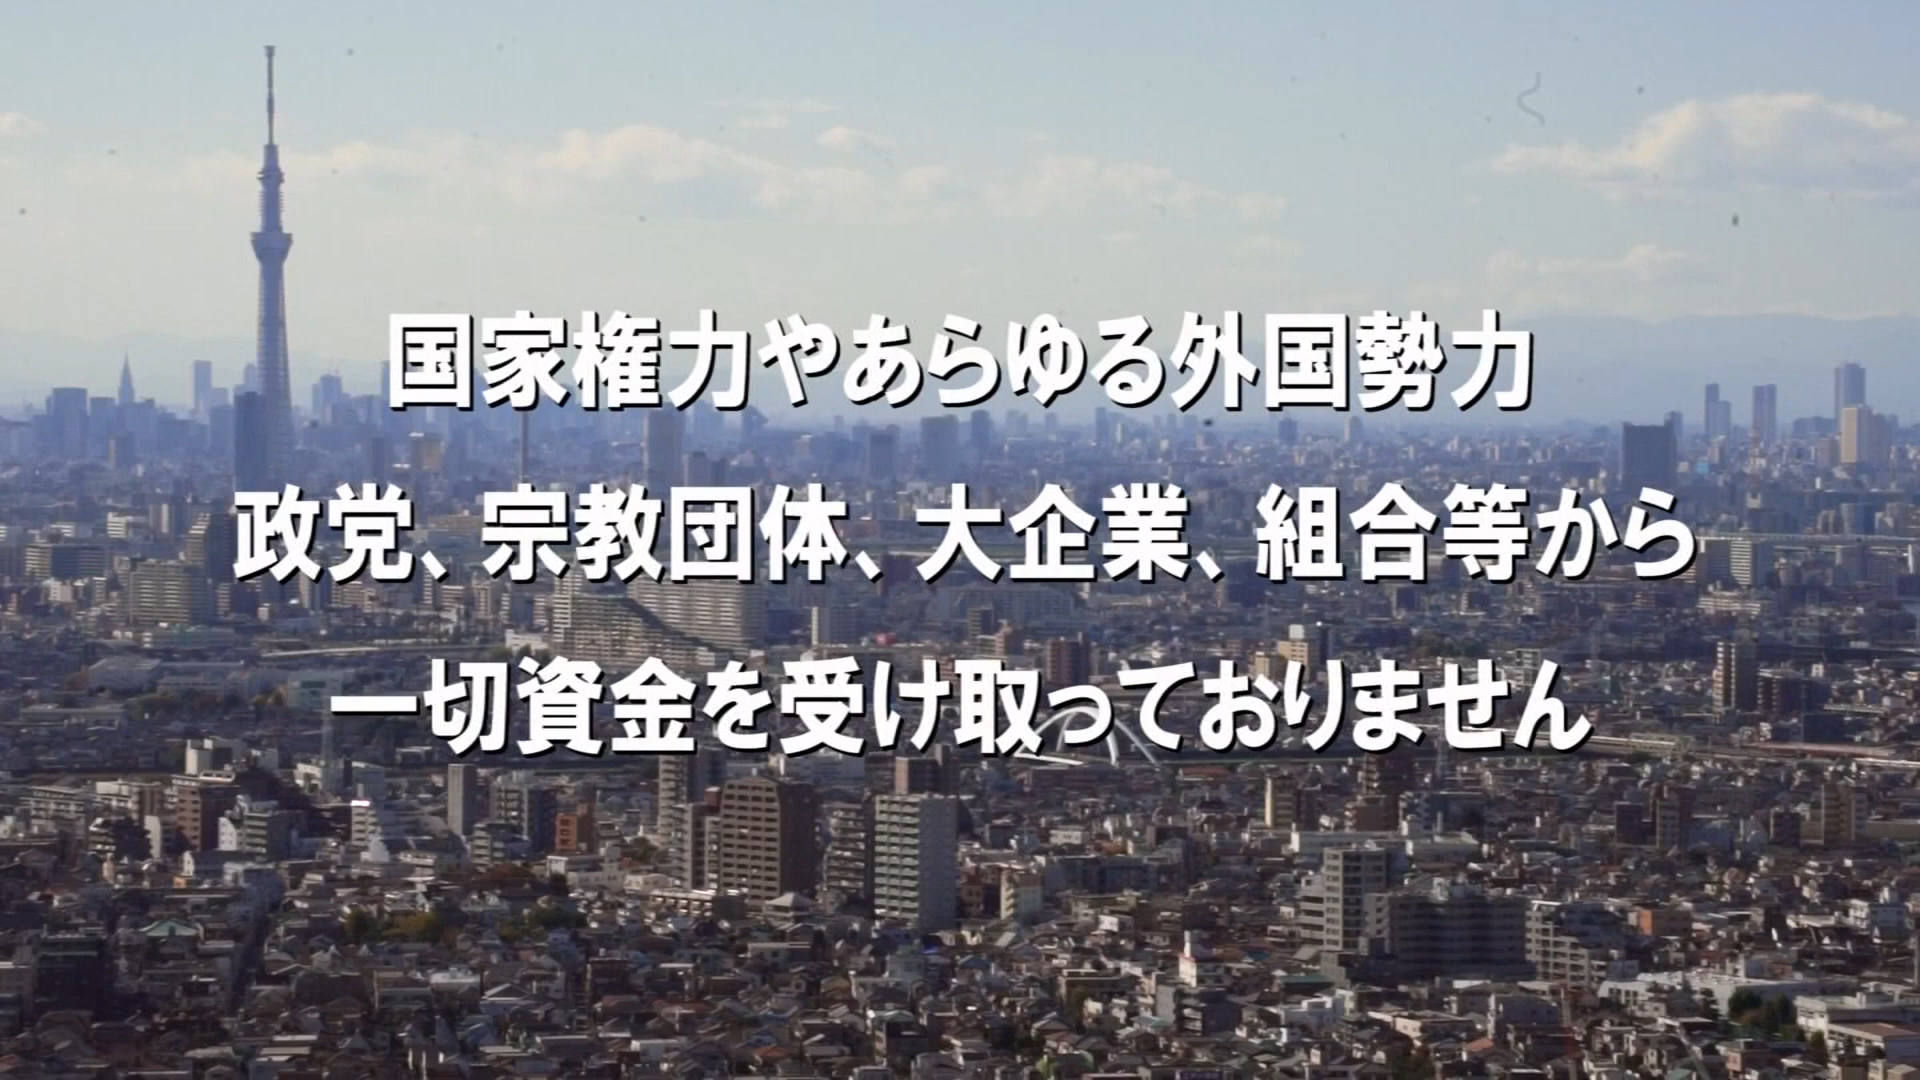 国家権力やあらゆる外国勢力
政党、宗教団体、大企業、組合等から
一切資金を受け取っておりません